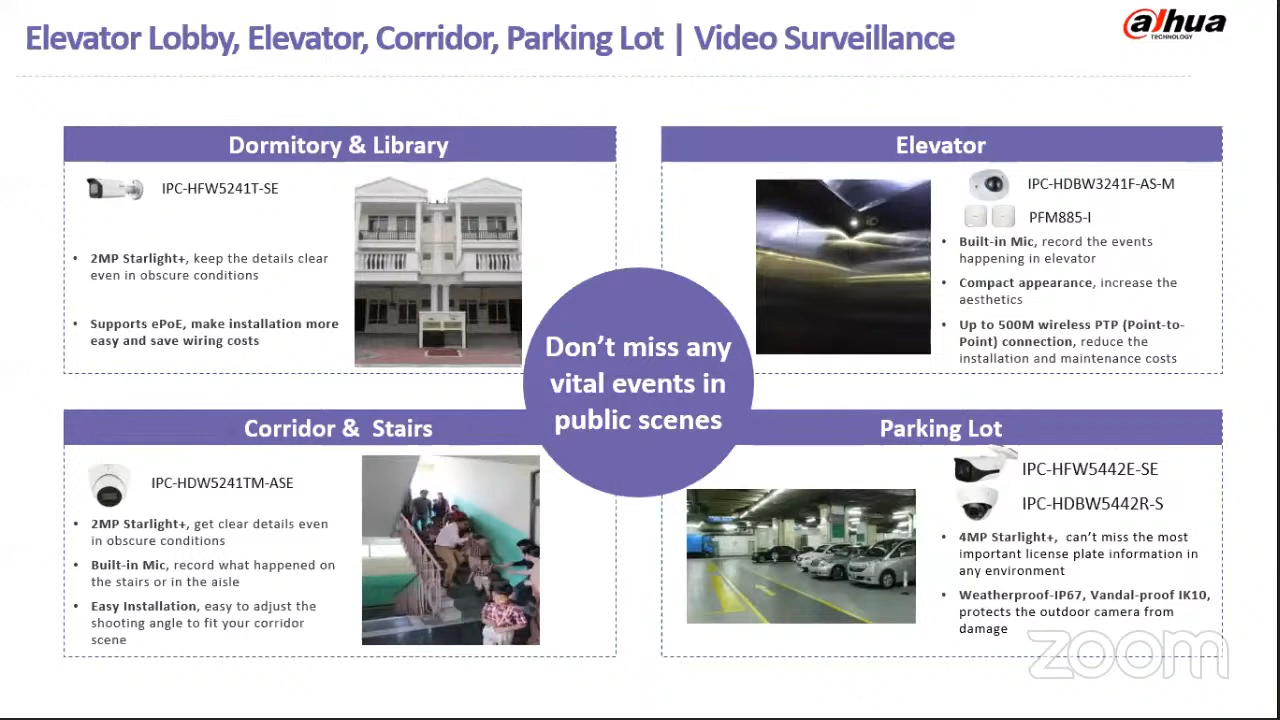 Elevator Lobby, Elevator, Corridor, Parking Lot | Video Surveillance
alhua
TECHNOLOGY
Dormitory & Library
IPC-HFW5241T-SE
• 2MP Starlight+, keep the details clear
even in obscure conditions
• Supports ePoE, make installation more
easy and save wiring costs
Elevator
IPC-HDBW3241F-AS-M
PFM885-I
• Built-in Mic, record the events
happening in elevator
• Compact appearance, increase the
aesthetics
• Up to 500M wireless PTP (Point-to-
Point) connection, reduce the
installation and maintenance costs
Don't miss any
vital events in
public scenes
Corridor & Stairs
IPC-HDW5241TM-ASE
• 2MP Starlight+, get clear details even
in obscure conditions
• Built-in Mic, record what happened on
the stairs or in the aisle
• Easy Installation, easy to adjust the
shooting angle to fit your corridor
scene
Parking Lot
IPC-HFW5442E-SE
IPC-HDBW5442R-S
• 4MP Starlight+, can't miss the most
important license plate information in
any environment
• Weatherproof-IP67, Vandal-proof IK10,
protects the outdoor camera from
damage
zoom